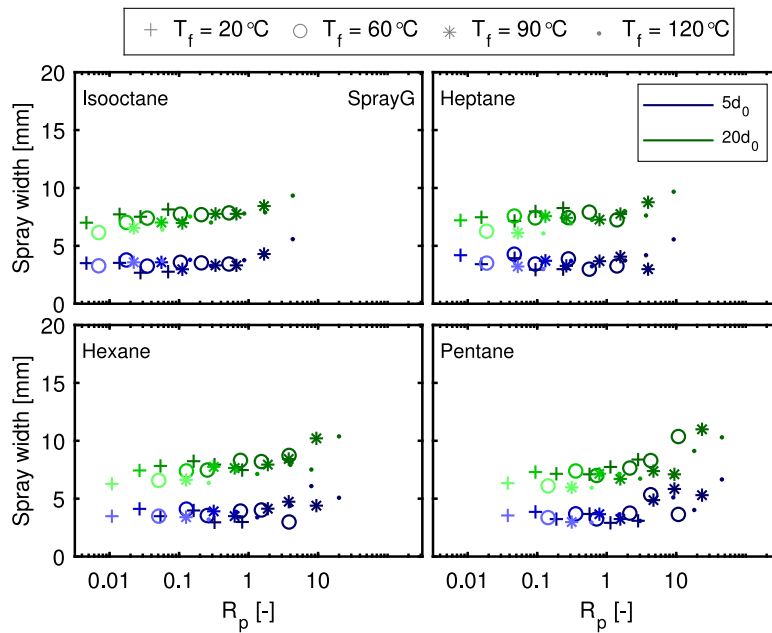 T_f = 20 °C T_f = 60 °C T_f = 90 °C T_f = 120 °C
20
15
10
5
0
Spray width [mm]
Isooctane SprayG
Heptane
5d_0
20d_0
20
15
10
5
0
Spray width [mm]
Hexane
Pentane
0.01 0.1 1 10
0.01 0.1 1 10
R_p [-]
R_p [-]